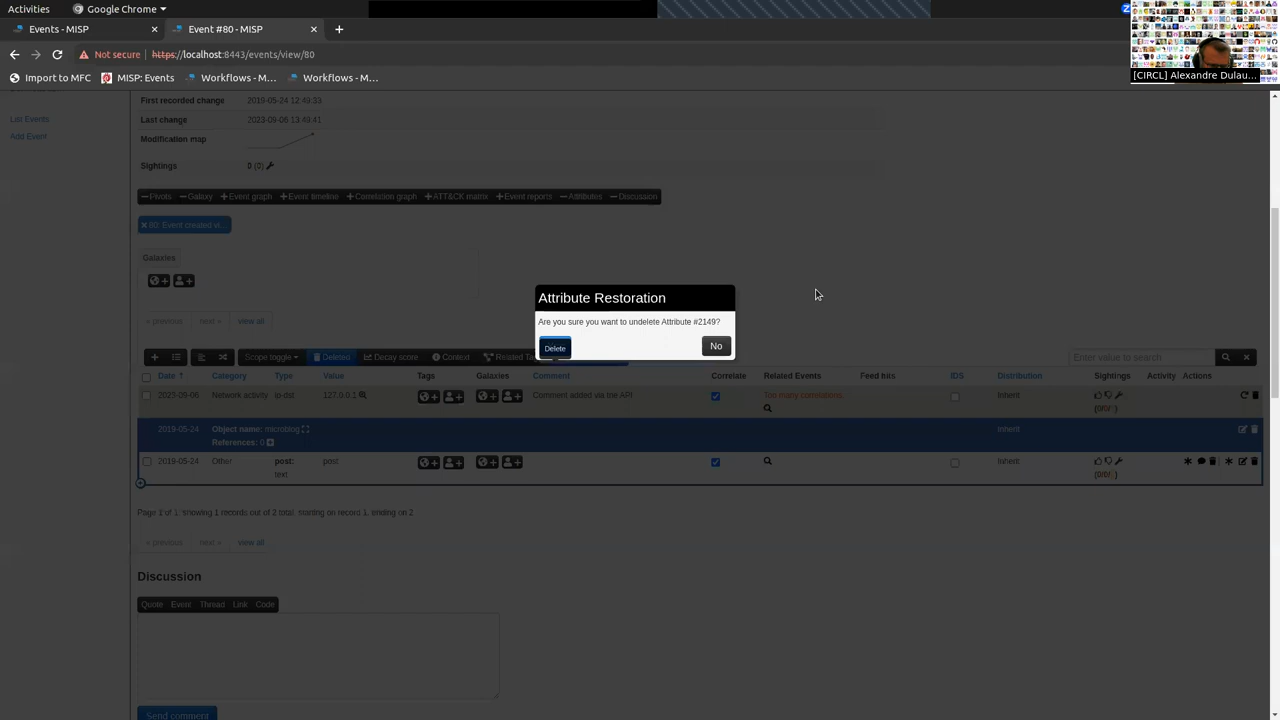 Activities
Google Chrome
Events - MISP
Event #80 - MISP
Not secure
https://localhost:8443/events/view/80
Import to MFC
MISP: Events
Workflows - M...
Workflows - M...
[CIRCL] Alexandre Dulau...
First recorded change 2019-05-24 12:49:33
List Events
Last change 2023-09-06 13:49:41
Add Event
Modification map
Sightings 0 (0)
Pivots Galaxy Event graph Event timeline Correlation graph ATT&CK matrix Event reports Attributes Discussion
80: Event created vi...
Galaxies
Attribute Restoration
Are you sure you want to undelete Attribute #2149?
Delete No
« previous next » view all
Scope toggle Deleted Decay score Context Related Enter value to search
Date Category Type Value Tags Galaxies Comment Correlate Related Events Feed hits IDS Distribution Sightings Activity Actions
2023-09-06 Network activity ip-dst 127.0.0.1 Comment added via the API Too many correlations. Inherit
(0/0/0)
2019-05-24 Object name: microblog Inherit
References: 0
2019-05-24 Other post: post Inherit
text (0/0/0)
Page 1 of 1, showing 1 records out of 2 total, starting on record 1, ending on 2
« previous next » view all
Discussion
Quote Event Thread Link Code
Send comment